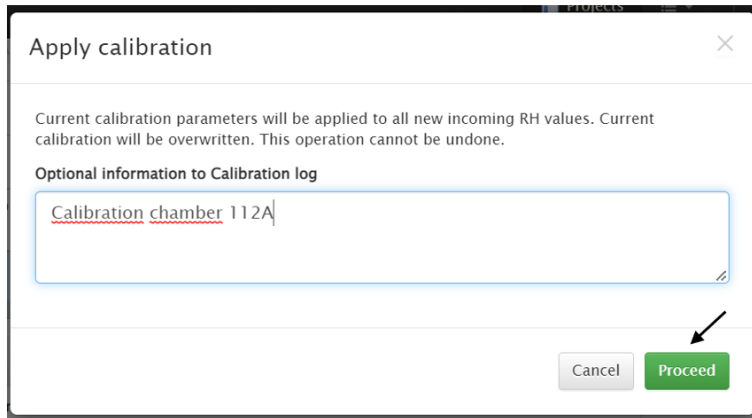 Projects
Apply calibration
Current calibration parameters will be applied to all new incoming RH values. Current
calibration will be overwritten. This operation cannot be undone.
Optional information to Calibration log
Calibration chamber 112A
Cancel
Proceed